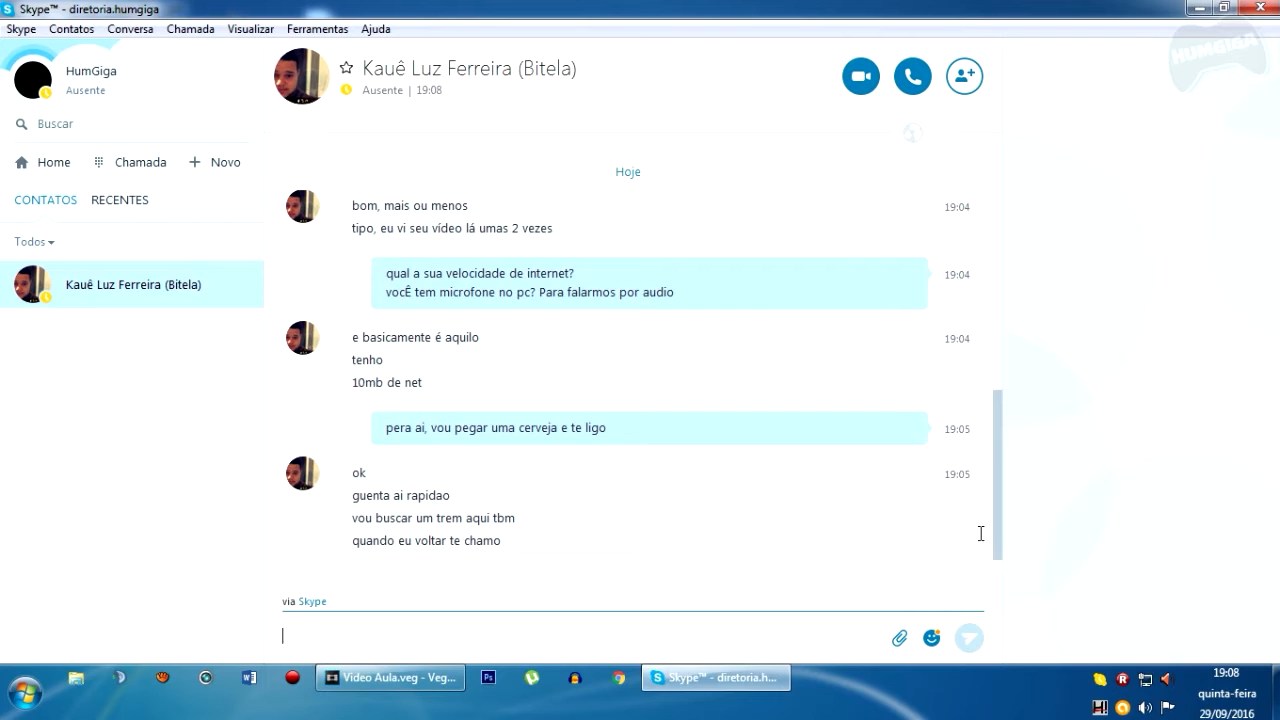 Skype™ - diretoria.humgiga
Skype Contatos Conversa Chamada Visualizar Ferramentas Ajuda
HUMGIGA
HumGiga
Ausente
Buscar
Home Chamada Novo
CONTATOS RECENTES
Todos
Kauê Luz Ferreira (Bitela)
Kauê Luz Ferreira (Bitela)
Ausente | 19:08
Hoje
bom, mais ou menos 19:04
tipo, eu vi seu vídeo lá umas 2 vezes
qual a sua velocidade de internet? 19:04
vocÊ tem microfone no pc? Para falarmos por audio
e basicamente é aquilo 19:04
tenho
10mb de net
pera ai, vou pegar uma cerveja e te ligo 19:05
ok 19:05
guenta ai rapidao
vou buscar um trem aqui tbm
quando eu voltar te chamo
via Skype
Vídeo Aula.veg - Veg...
Ps
Skype™ - diretoria.h...
19:08
quinta-feira
29/09/2016